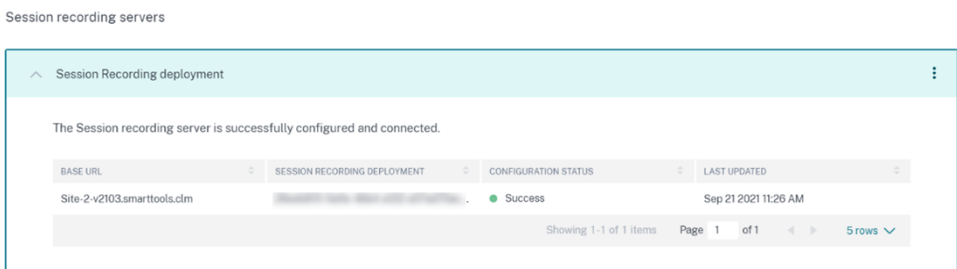 Session recording servers
Session Recording deployment
The Session recording server is successfully configured and connected.
BASE URL SESSION RECORDING DEPLOYMENT CONFIGURATION STATUS LAST UPDATED
Site-2-v2103.smarttools.clm Success Sep 21 2021 11:26 AM
Showing 1-1 of 1 items Page 1 of 1 5 rows